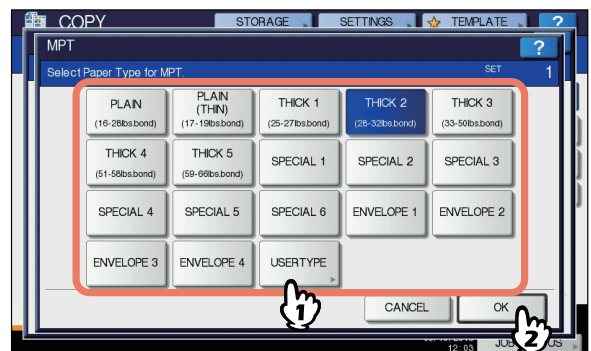 COPY
STORAGE
SETTINGS
TEMPLATE
?
MPT
?
Select Paper Type for MPT.
SET
1
PLAIN
(16-28lbs.bond)
PLAIN
(THIN)
(17-19lbs.bond)
THICK 1
(25-27lbs.bond)
THICK 2
(28-32lbs.bond)
THICK 3
(33-50lbs.bond)
THICK 4
(51-58lbs.bond)
THICK 5
(59-66lbs.bond)
SPECIAL 1
SPECIAL 2
SPECIAL 3
SPECIAL 4
SPECIAL 5
SPECIAL 6
ENVELOPE 1
ENVELOPE 2
ENVELOPE 3
ENVELOPE 4
USERTYPE
1
CANCEL
OK
2
12:03